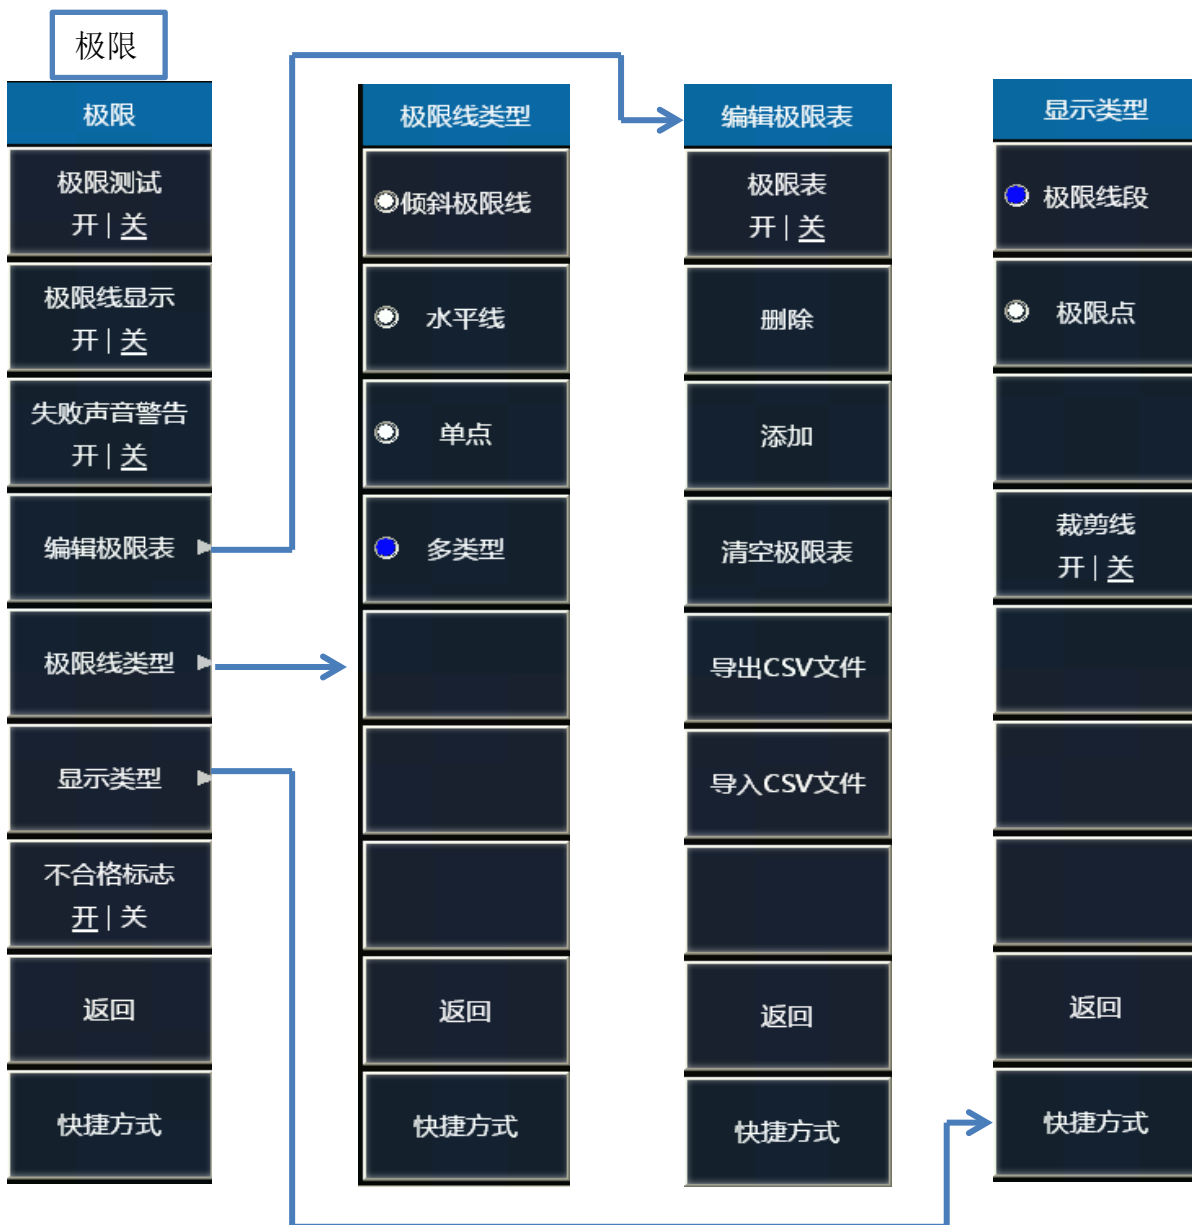 极限
极限
极限测试
开 | 关
极限线显示
开 | 关
失败声音警告
开 | 关
编辑极限表
极限线类型
显示类型
不合格标志
开 | 关
返回
快捷方式
极限线类型
倾斜极限线
水平线
单点
多类型
返回
快捷方式
编辑极限表
极限表
开 | 关
删除
添加
清空极限表
导出CSV文件
导入CSV文件
返回
快捷方式
显示类型
极限线段
极限点
裁剪线
开 | 关
返回
快捷方式